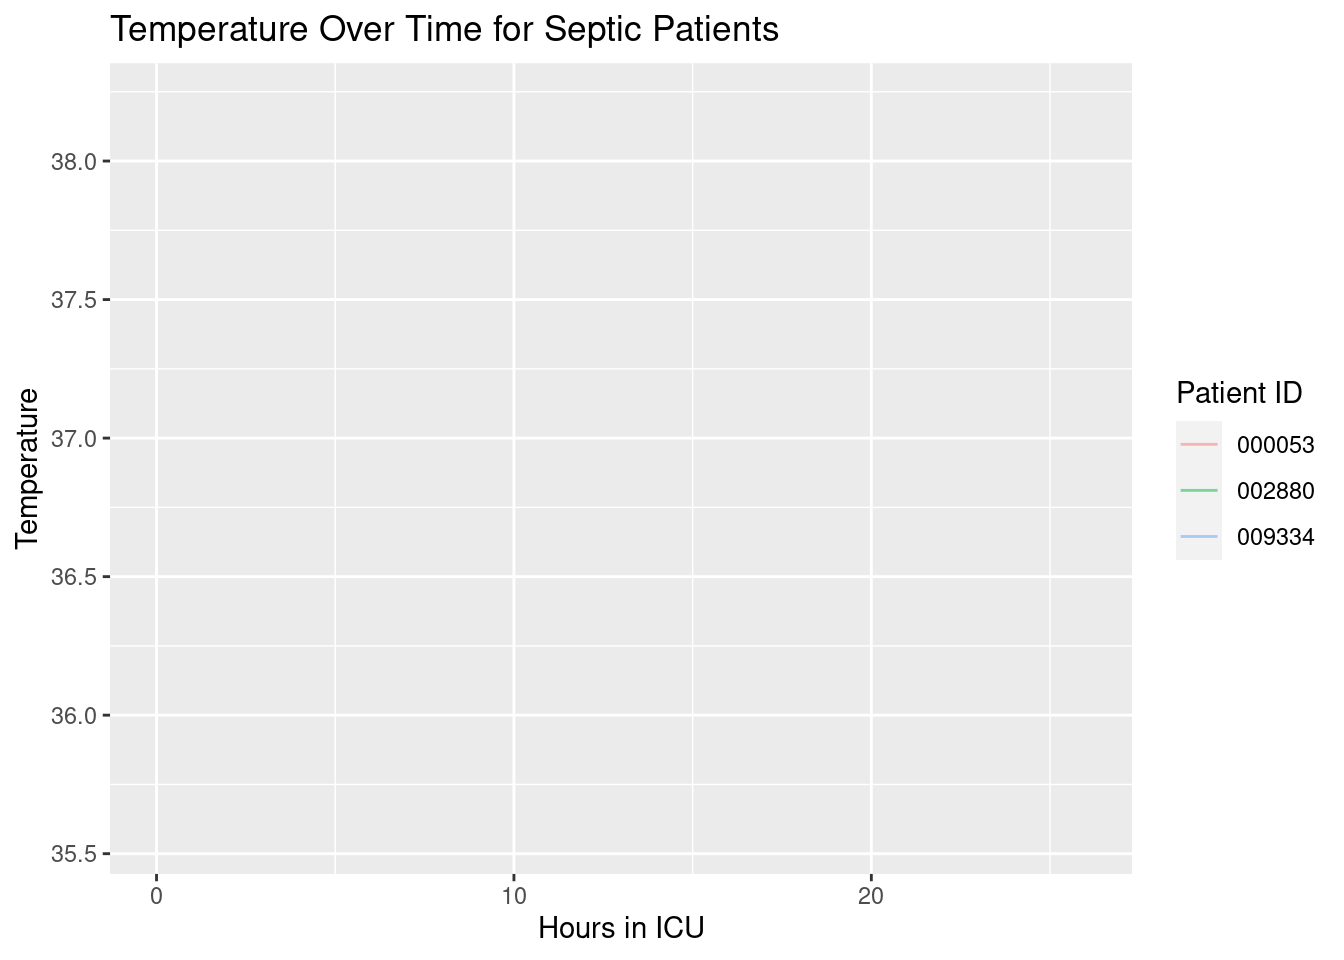 Temperature Over Time for Septic Patients
38.0
37.5
37.0
36.5
36.0
35.5
Temperature
0 10 20
Hours in ICU
Patient ID
000053
002880
009334